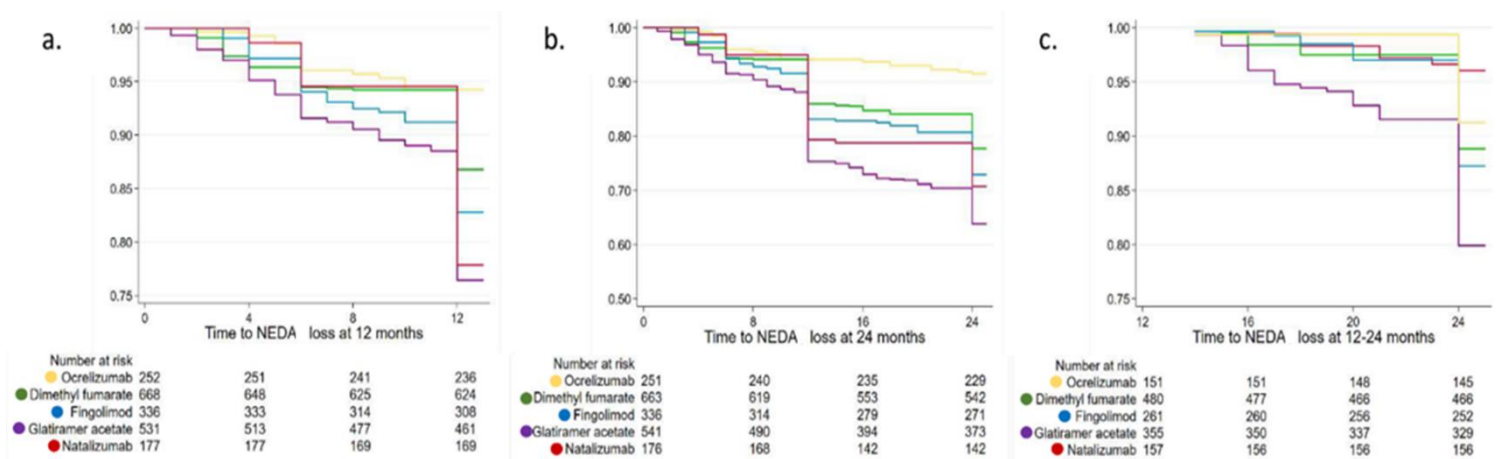 a.
1.00
0.95
0.90
0.85
0.80
0.75
0 4 8 12
Time to NEDA loss at 12 months
Number at risk
Ocrelizumab 252 251 241 236
Dimethyl fumarate 668 648 625 624
Fingolimod 336 333 314 308
Glatiramer acetate 531 513 477 461
Natalizumab 177 177 169 169
b.
1.00
0.90
0.80
0.70
0.60
0.50
0 8 16 24
Time to NEDA loss at 24 months
Number at risk
Ocrelizumab 251 240 235 229
Dimethyl fumarate 663 619 553 542
Fingolimod 336 314 279 271
Glatiramer acetate 541 490 394 373
Natalizumab 176 168 142 142
c.
1.00
0.95
0.90
0.85
0.80
0.75
12 16 20 24
Time to NEDA loss at 12-24 months
Number at risk
Ocrelizumab 151 151 148 145
Dimethyl fumarate 480 477 466 466
Fingolimod 261 260 256 252
Glatiramer acetate 355 350 337 329
Natalizumab 157 156 156 156